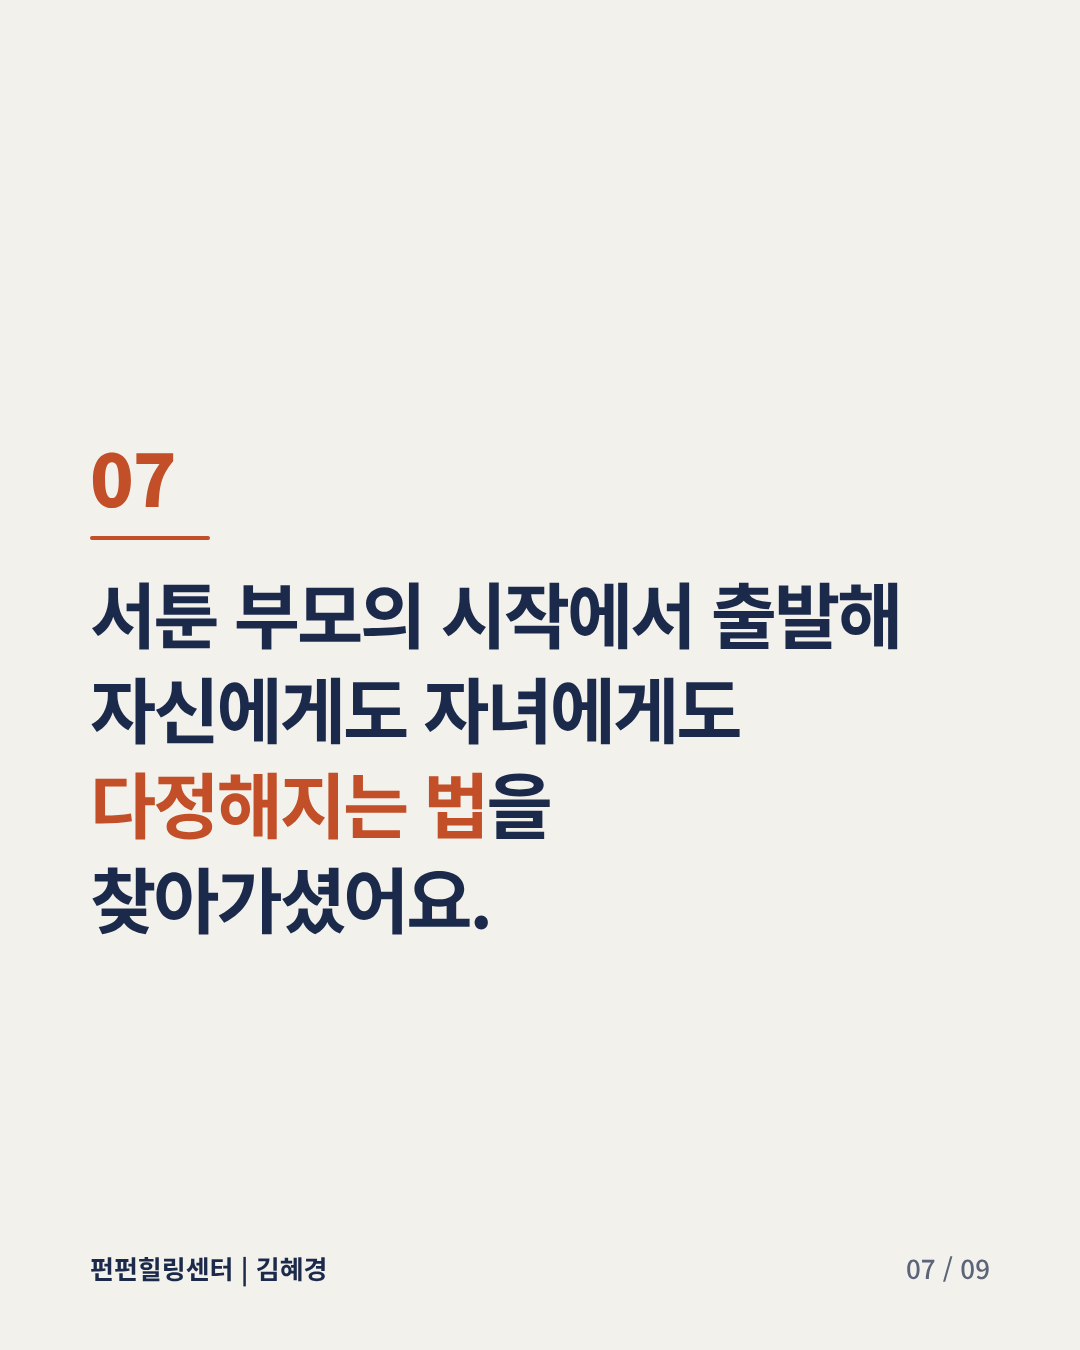 07
서툰 부모의 시작에서 출발해
자신에게도 자녀에게도
다정해지는 법을
찾아가셨어요.
펀펀힐링센터 | 김혜경
07 / 09